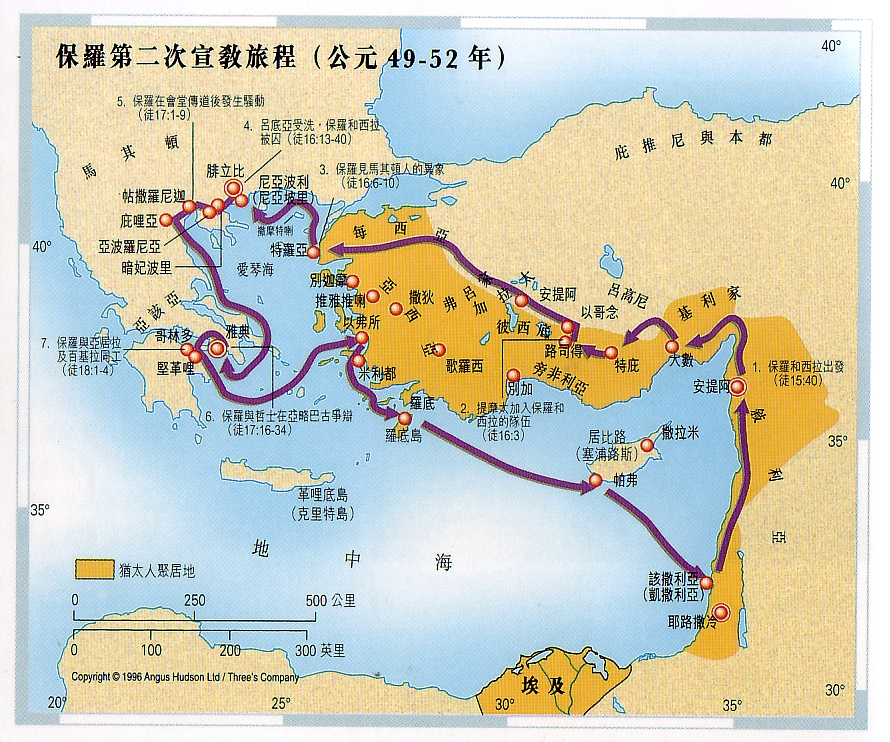 保羅第二次宣教旅程（公元 49-52 年）
40°
5. 保羅在會堂傳道後發生騷動
（徒17:1-9）
4. 呂底亞受洗，保羅和西拉
被囚（徒16:13-40）
3. 保羅見馬其頓人的異象
（徒16:6-10）
馬其頓
庇推尼與本都
腓立比
尼亞波利
（尼亞坡里）
帖撒羅尼迦
庇哩亞
亞波羅尼亞
暗妃波里
撒摩特喇
特羅亞
每西亞
40°
40°
愛琴海
別迦摩
推雅推喇
撒狄
亞西亞
弗呂家
加拉太
安提阿
以哥念
呂高尼
基利家
彼西底
路司得
特庇
大數
亞該亞
雅典
哥林多
堅革哩
以弗所
米利都
歌羅西
旁非利亞
別加
安提阿
1. 保羅和西拉出發
（徒15:40）
7. 保羅與亞居拉
及百基拉同工
（徒18:1-4）
6. 保羅與哲士在亞略巴古爭辯
（徒17:16-34）
2. 提摩太加入保羅和
西拉的隊伍
（徒16:3）
羅底
羅底島
敘利亞
居比路
（塞浦路斯）
撒拉米
帕弗
35°
35°
革哩底島
（克里特島）
地中海
猶太人聚居地
0 250 500 公里
0 100 200 300 英里
該撒利亞
（凱撒利亞）
耶路撒冷
埃及
Copyright © 1996 Angus Hudson Ltd / Three's Company
20°
25°
30°
35°
30°